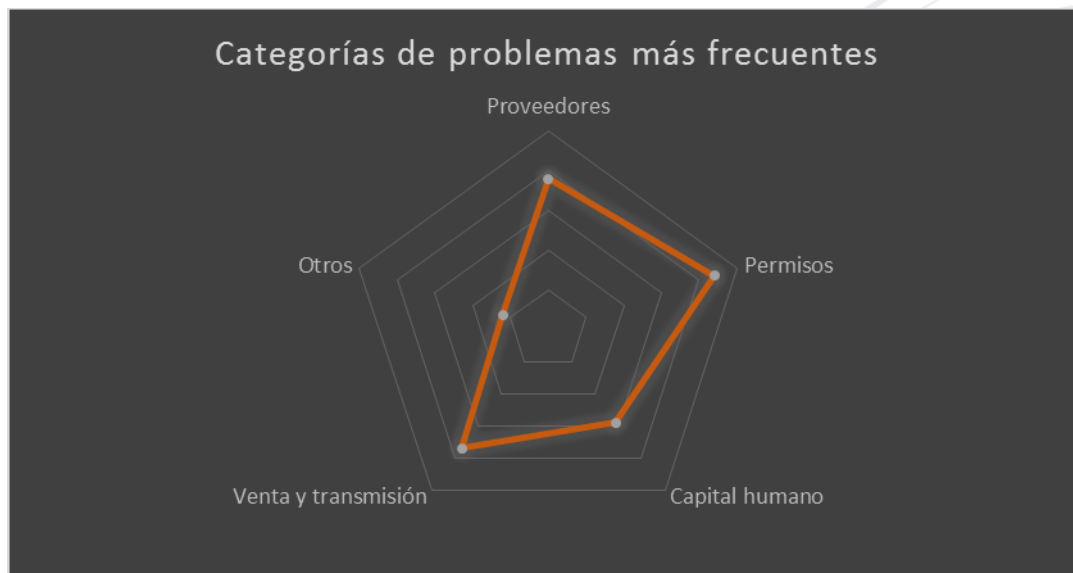 Categorías de problemas más frecuentes
Proveedores
Otros
Permisos
Venta y transmisión
Capital humano